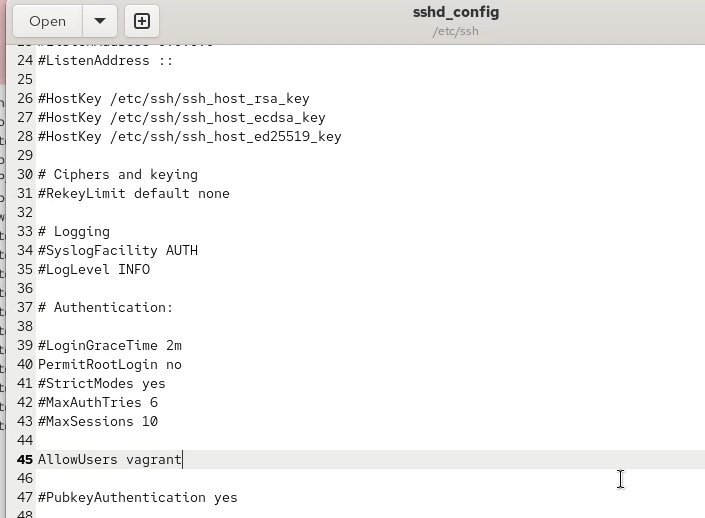 Open
sshd_config
/etc/ssh
24 #ListenAddress ::
25
26 #HostKey /etc/ssh/ssh_host_rsa_key
27 #HostKey /etc/ssh/ssh_host_ecdsa_key
28 #HostKey /etc/ssh/ssh_host_ed25519_key
29
30 # Ciphers and keying
31 #RekeyLimit default none
32
33 # Logging
34 #SyslogFacility AUTH
35 #LogLevel INFO
36
37 # Authentication:
38
39 #LoginGraceTime 2m
40 PermitRootLogin no
41 #StrictModes yes
42 #MaxAuthTries 6
43 #MaxSessions 10
44
45 AllowUsers vagrant
46
47 #PubkeyAuthentication yes
48